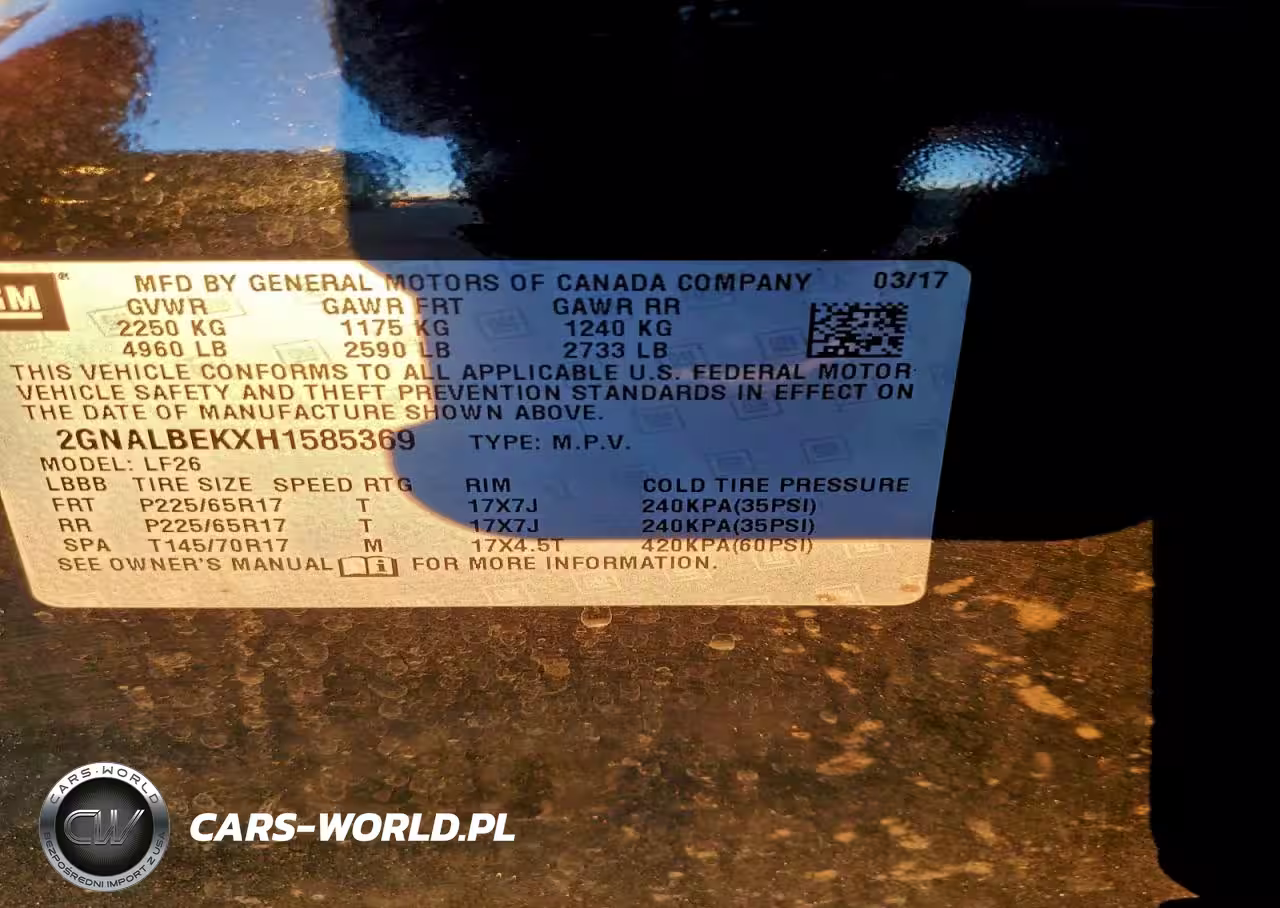 GM ®
MFD BY GENERAL MOTORS OF CANADA COMPANY 03/17
GVWR GAWR FRT GAWR RR
2250 KG 1175 KG 1240 KG
4960 LB 2590 LB 2733 LB
THIS VEHICLE CONFORMS TO ALL APPLICABLE U.S. FEDERAL MOTOR
VEHICLE SAFETY AND THEFT PREVENTION STANDARDS IN EFFECT ON
THE DATE OF MANUFACTURE SHOWN ABOVE.
2GNALBEKXH1585369 TYPE: M.P.V.
MODEL: LF26
LBBB TIRE SIZE SPEED RTG RIM COLD TIRE PRESSURE
FRT P225/65R17 T 17X7J 240KPA(35PSI)
RR P225/65R17 T 17X7J 240KPA(35PSI)
SPA T145/70R17 M 17X4.5T 420KPA(60PSI)
SEE OWNER'S MANUAL i FOR MORE INFORMATION.
CARS-WORLD
CW
BEZPOŚREDNI IMPORT Z USA
CARS-WORLD.PL